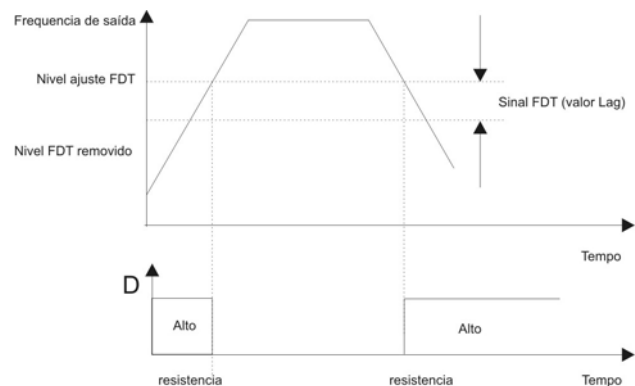 Frequencia de saída
Nivel ajuste FDT
Sinal FDT (valor Lag)
Nivel FDT removido
Tempo
D
Alto
Alto
resistencia
resistencia
Tempo